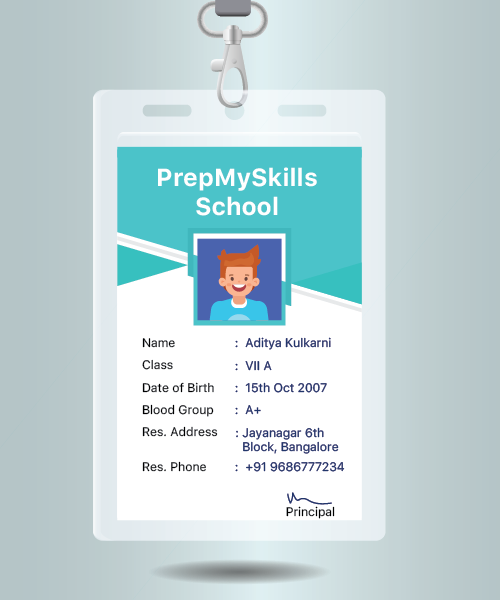 PrepMySkills
School
Name : Aditya Kulkarni
Class : VII A
Date of Birth : 15th Oct 2007
Blood Group : A+
Res. Address : Jayanagar 6th
Block, Bangalore
Res. Phone : +91 9686777234
Principal